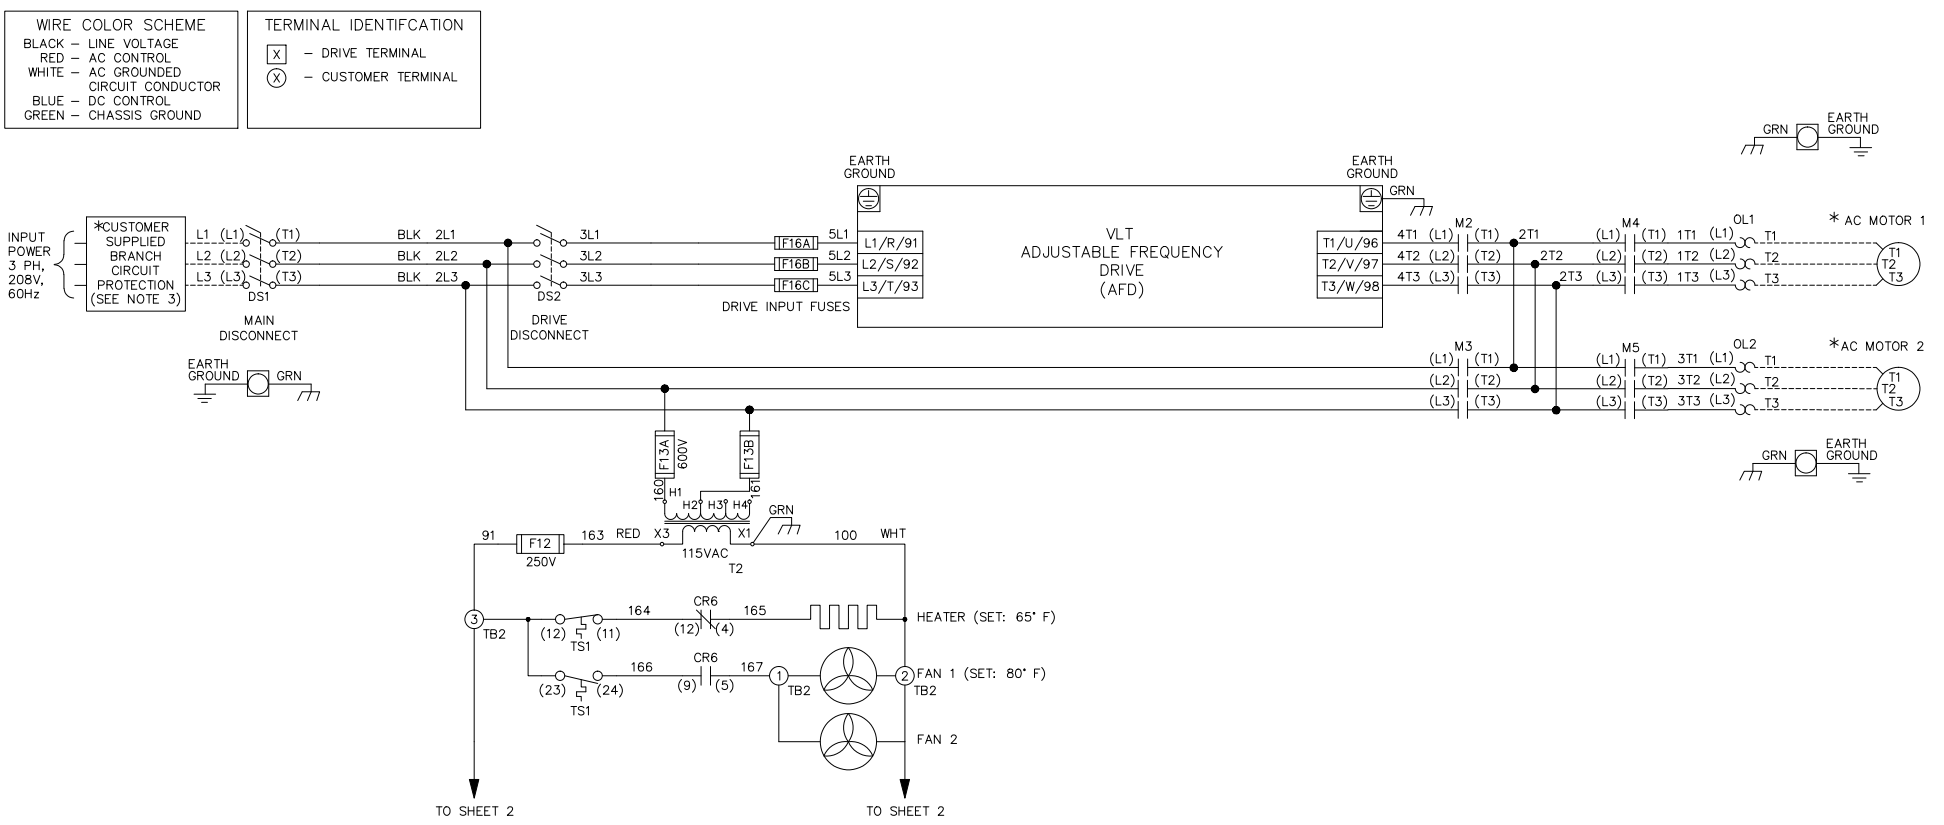 WIRE COLOR SCHEME
BLACK – LINE VOLTAGE
RED – AC CONTROL
WHITE – AC GROUNDED
CIRCUIT CONDUCTOR
BLUE – DC CONTROL
GREEN – CHASSIS GROUND
TERMINAL IDENTIFCATION
X – DRIVE TERMINAL
X – CUSTOMER TERMINAL
GRN
EARTH
GROUND
INPUT
POWER
3 PH,
208V,
60Hz
*CUSTOMER
SUPPLIED
BRANCH
CIRCUIT
PROTECTION
(SEE NOTE 3)
L1 (L1) (T1) BLK 2L1 3L1 F16A 5L1 L1/R/91
L2 (L2) (T2) BLK 2L2 3L2 F16B 5L2 L2/S/92
L3 (L3) (T3) BLK 2L3 3L3 F16C 5L3 L3/T/93
DS1
MAIN
DISCONNECT
DS2
DRIVE
DISCONNECT
DRIVE INPUT FUSES
EARTH
GROUND
VLT
ADJUSTABLE FREQUENCY
DRIVE
(AFD)
EARTH
GROUND
GRN
M2 M4 OL1 * AC MOTOR 1
T1/U/96 4T1 (L1) (T1) 2T1 (L1) (T1) 1T1 (L1) T1 T1
T2/V/97 4T2 (L2) (T2) 2T2 (L2) (T2) 1T2 (L2) T2 T2
T3/W/98 4T3 (L3) (T3) 2T3 (L3) (T3) 1T3 (L3) T3 T3
EARTH
GROUND
GRN
M3 M5 OL2 *AC MOTOR 2
(L1) (T1) (L1) (T1) 3T1 (L1) T1 T1
(L2) (T2) (L2) (T2) 3T2 (L2) T2 T2
(L3) (T3) (L3) (T3) 3T3 (L3) T3 T3
GRN
EARTH
GROUND
F13A
600V
F13B
160
161
H1 H2 H3 H4
GRN
91 F12 163 RED X3 X1 100 WHT
250V
115VAC
T2
3
TB2
(12) (11)
TS1
164
CR6
(12) (4)
165
HEATER (SET: 65° F)
(23) (24)
TS1
166
CR6
(9) (5)
167
1
TB2
2
TB2
FAN 1 (SET: 80° F)
FAN 2
TO SHEET 2
TO SHEET 2